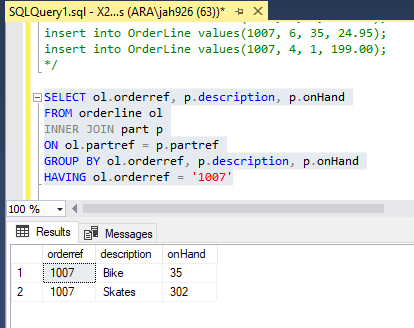 SQLQuery1.sql - X2...s (ARA\jah926 (63))*
insert into OrderLine values(1007, 6, 35, 24.95);
insert into OrderLine values(1007, 4, 1, 199.00);
*/
SELECT ol.orderref, p.description, p.onHand
FROM orderline ol
INNER JOIN part p
ON ol.partref = p.partref
GROUP BY ol.orderref, p.description, p.onHand
HAVING ol.orderref = '1007'
100 %
Results Messages
orderref description onHand
1 1007 Bike 35
2 1007 Skates 302